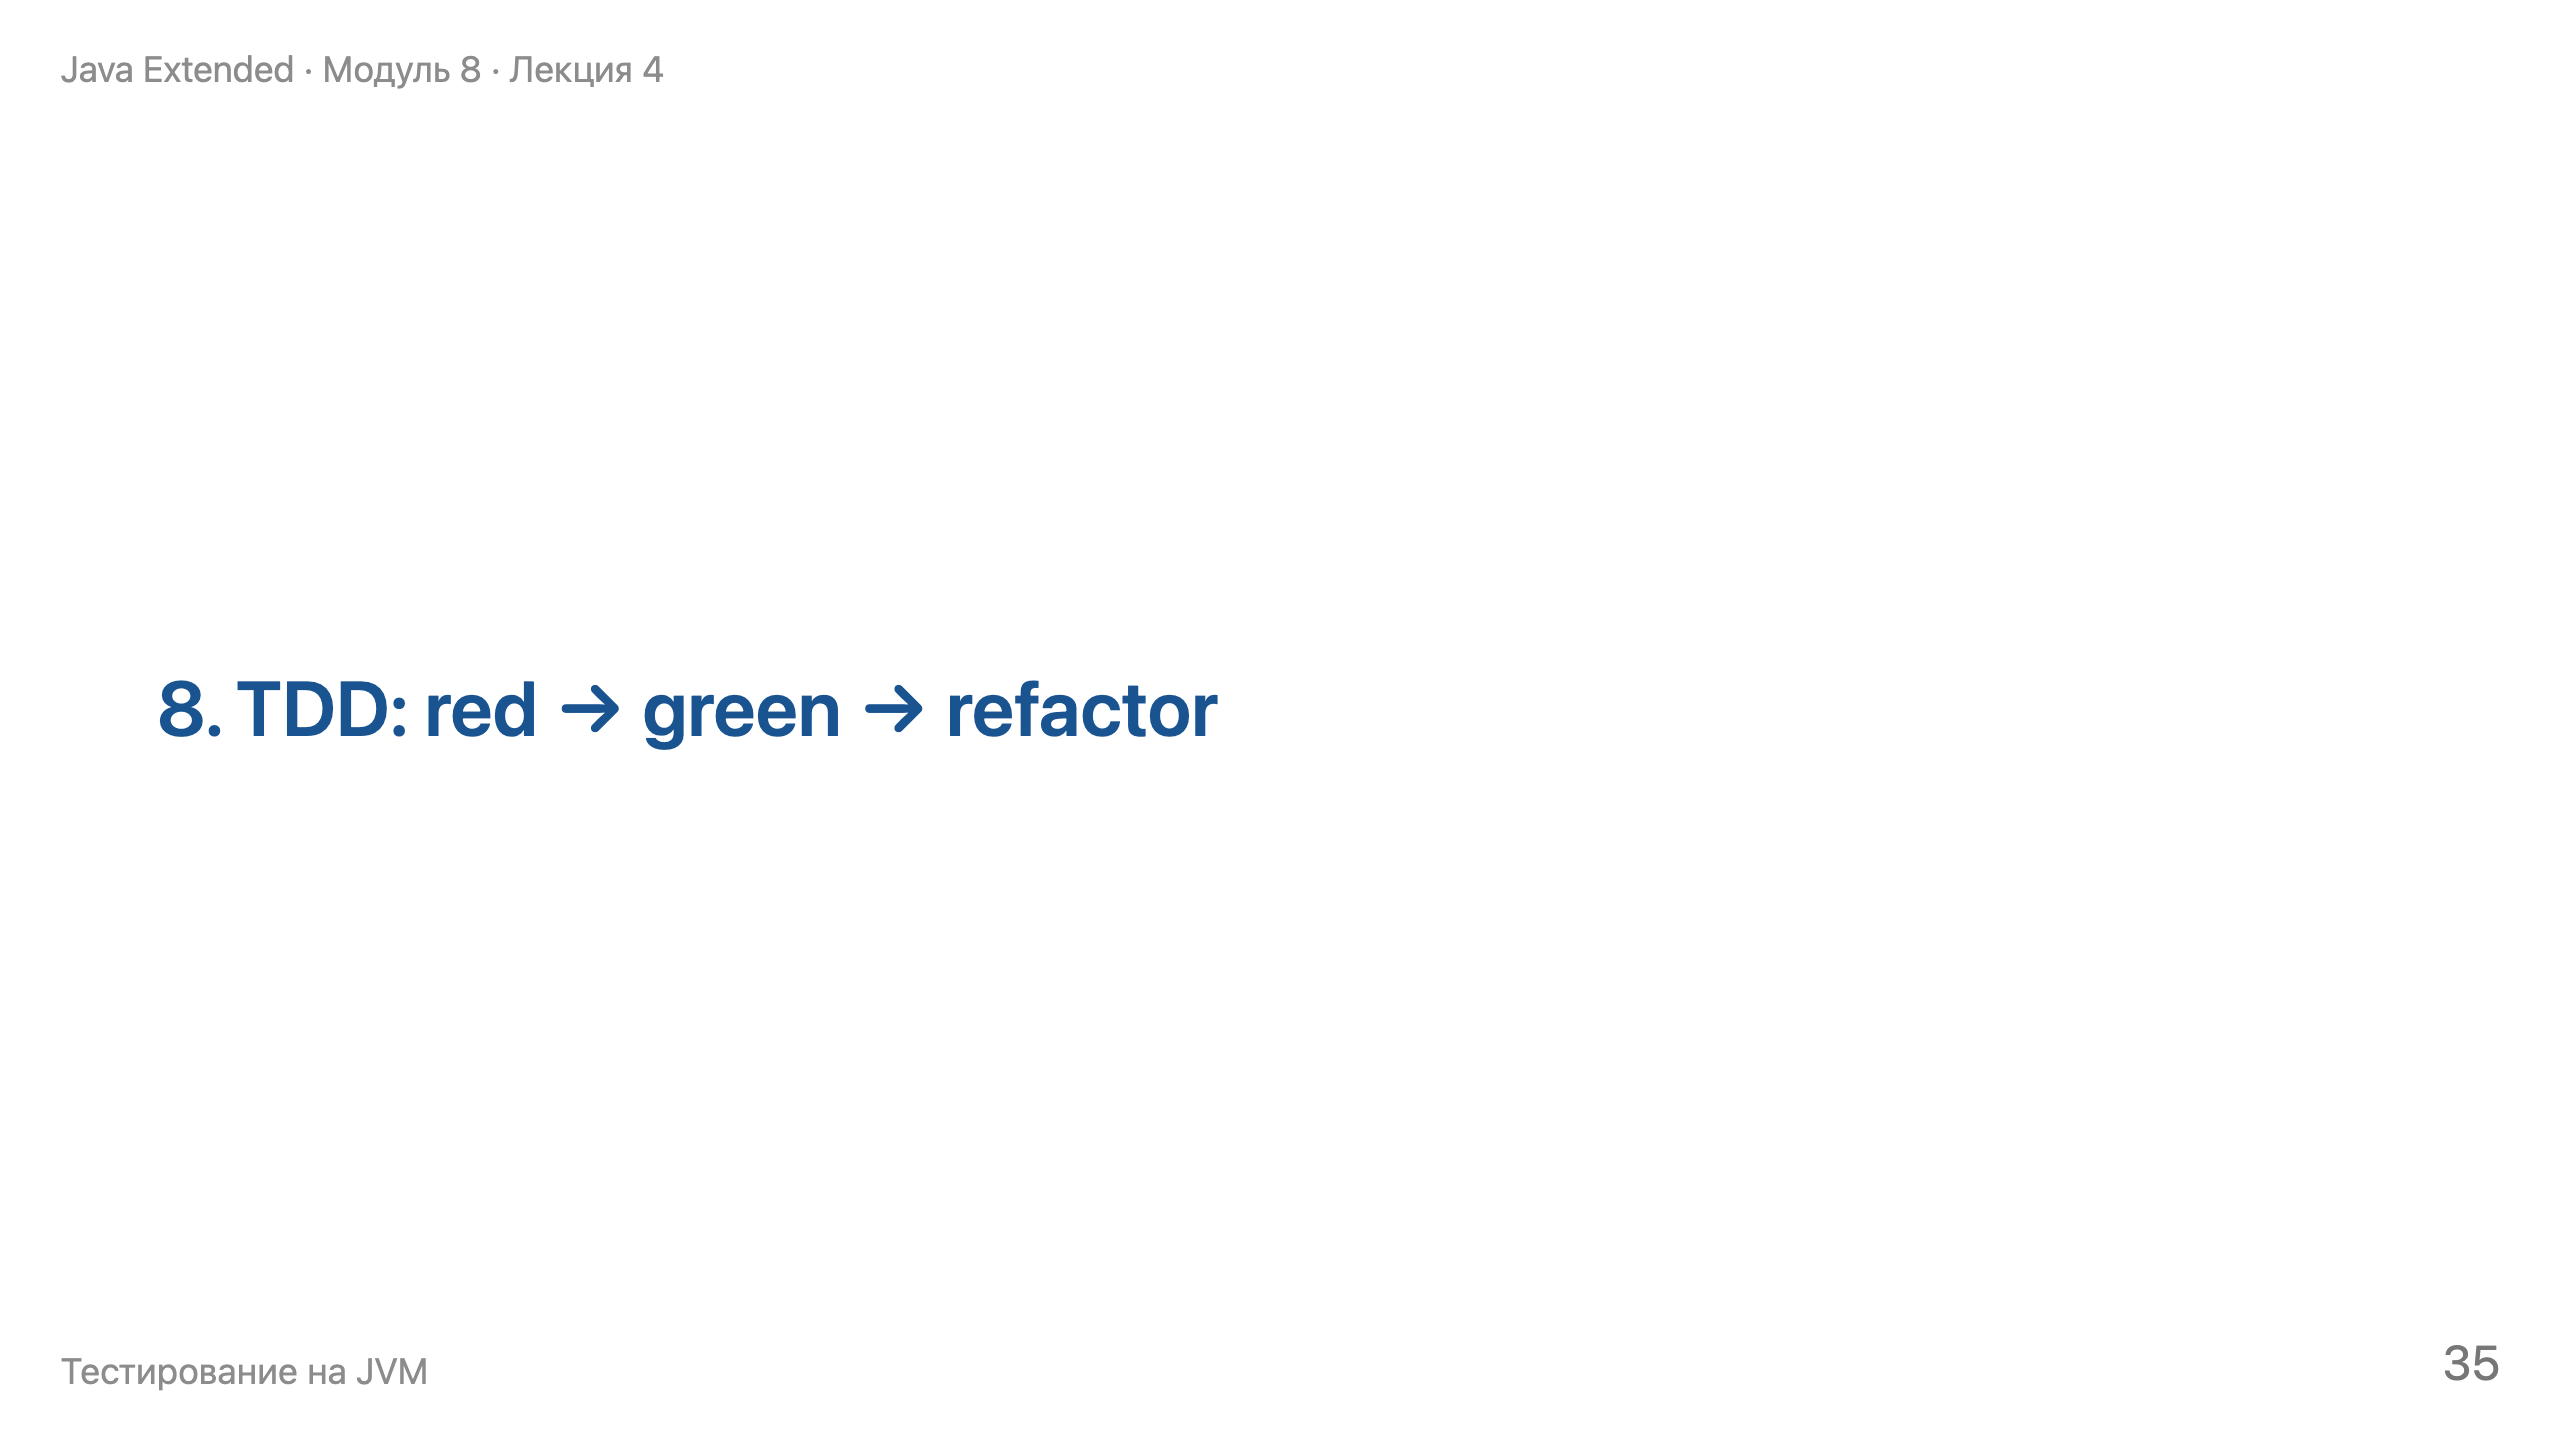 Java Extended · Модуль 8 · Лекция 4
8. TDD: red → green → refactor
Тестирование на JVM
35